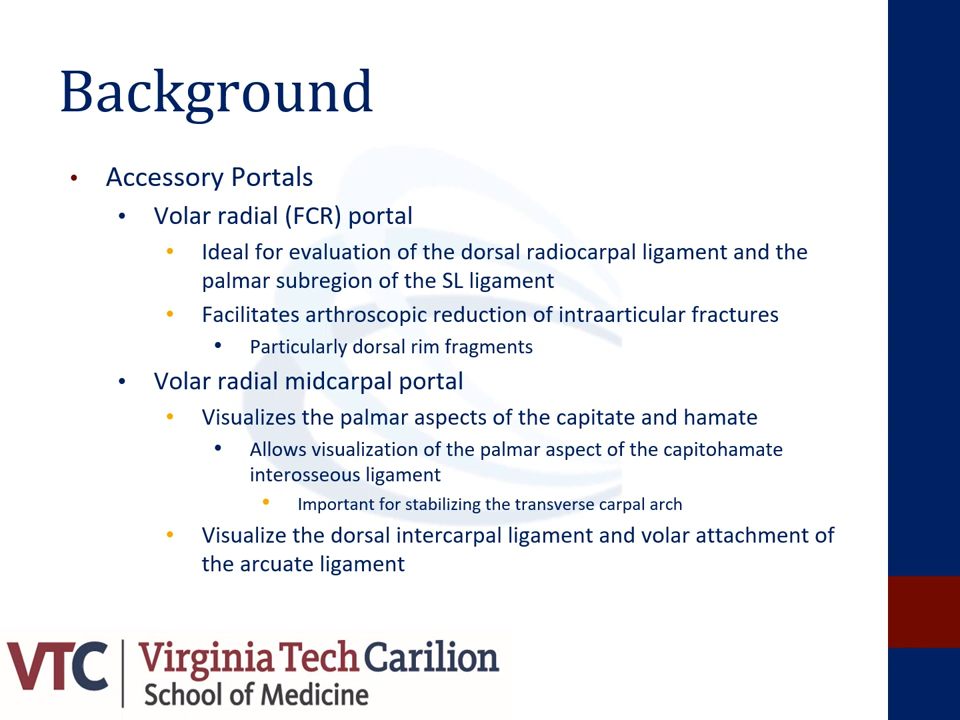 Background
• Accessory Portals
• Volar radial (FCR) portal
• Ideal for evaluation of the dorsal radiocarpal ligament and the
palmar subregion of the SL ligament
• Facilitates arthroscopic reduction of intraarticular fractures
• Particularly dorsal rim fragments
• Volar radial midcarpal portal
• Visualizes the palmar aspects of the capitate and hamate
• Allows visualization of the palmar aspect of the capitohamate
interosseous ligament
• Important for stabilizing the transverse carpal arch
• Visualize the dorsal intercarpal ligament and volar attachment of
the arcuate ligament
VTC Virginia Tech Carilion
School of Medicine